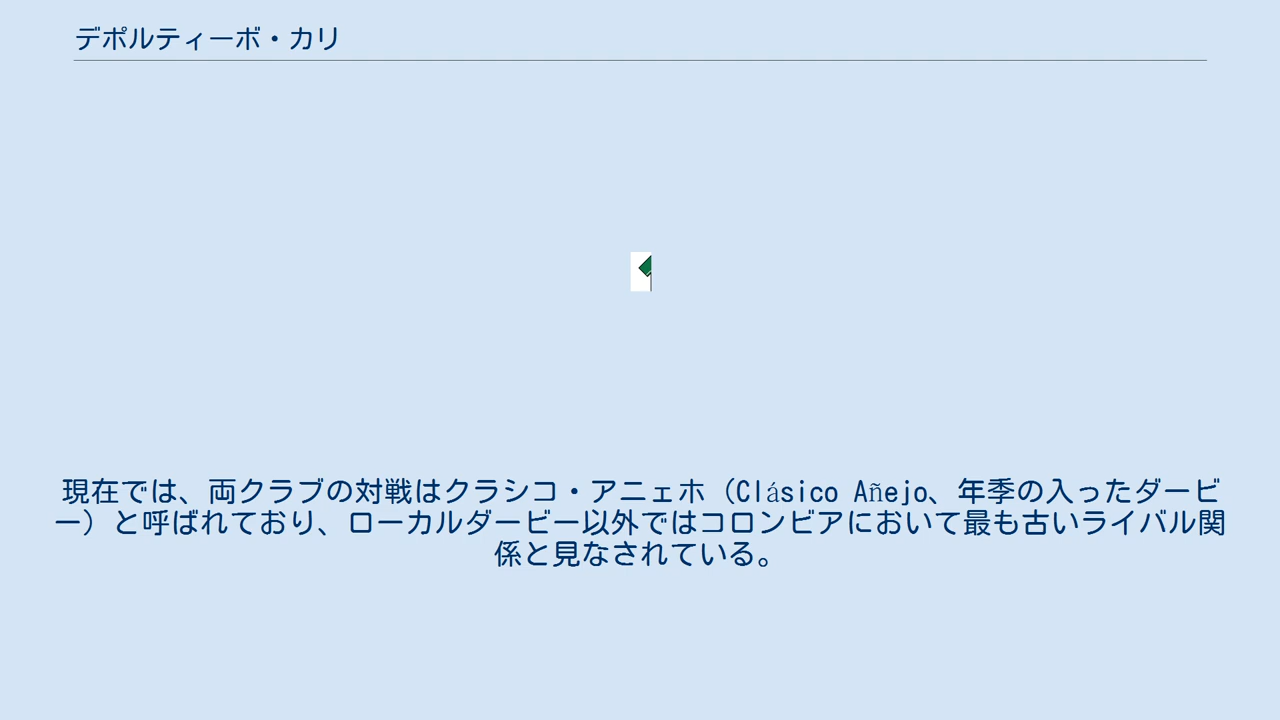 デポルティーボ・カリ
現在では、両クラブの対戦はクラシコ・アニェホ（Clásico Añejo、年季の入ったダービ
ー）と呼ばれており、ローカルダービー以外ではコロンビアにおいて最も古いライバル関
係と見なされている。